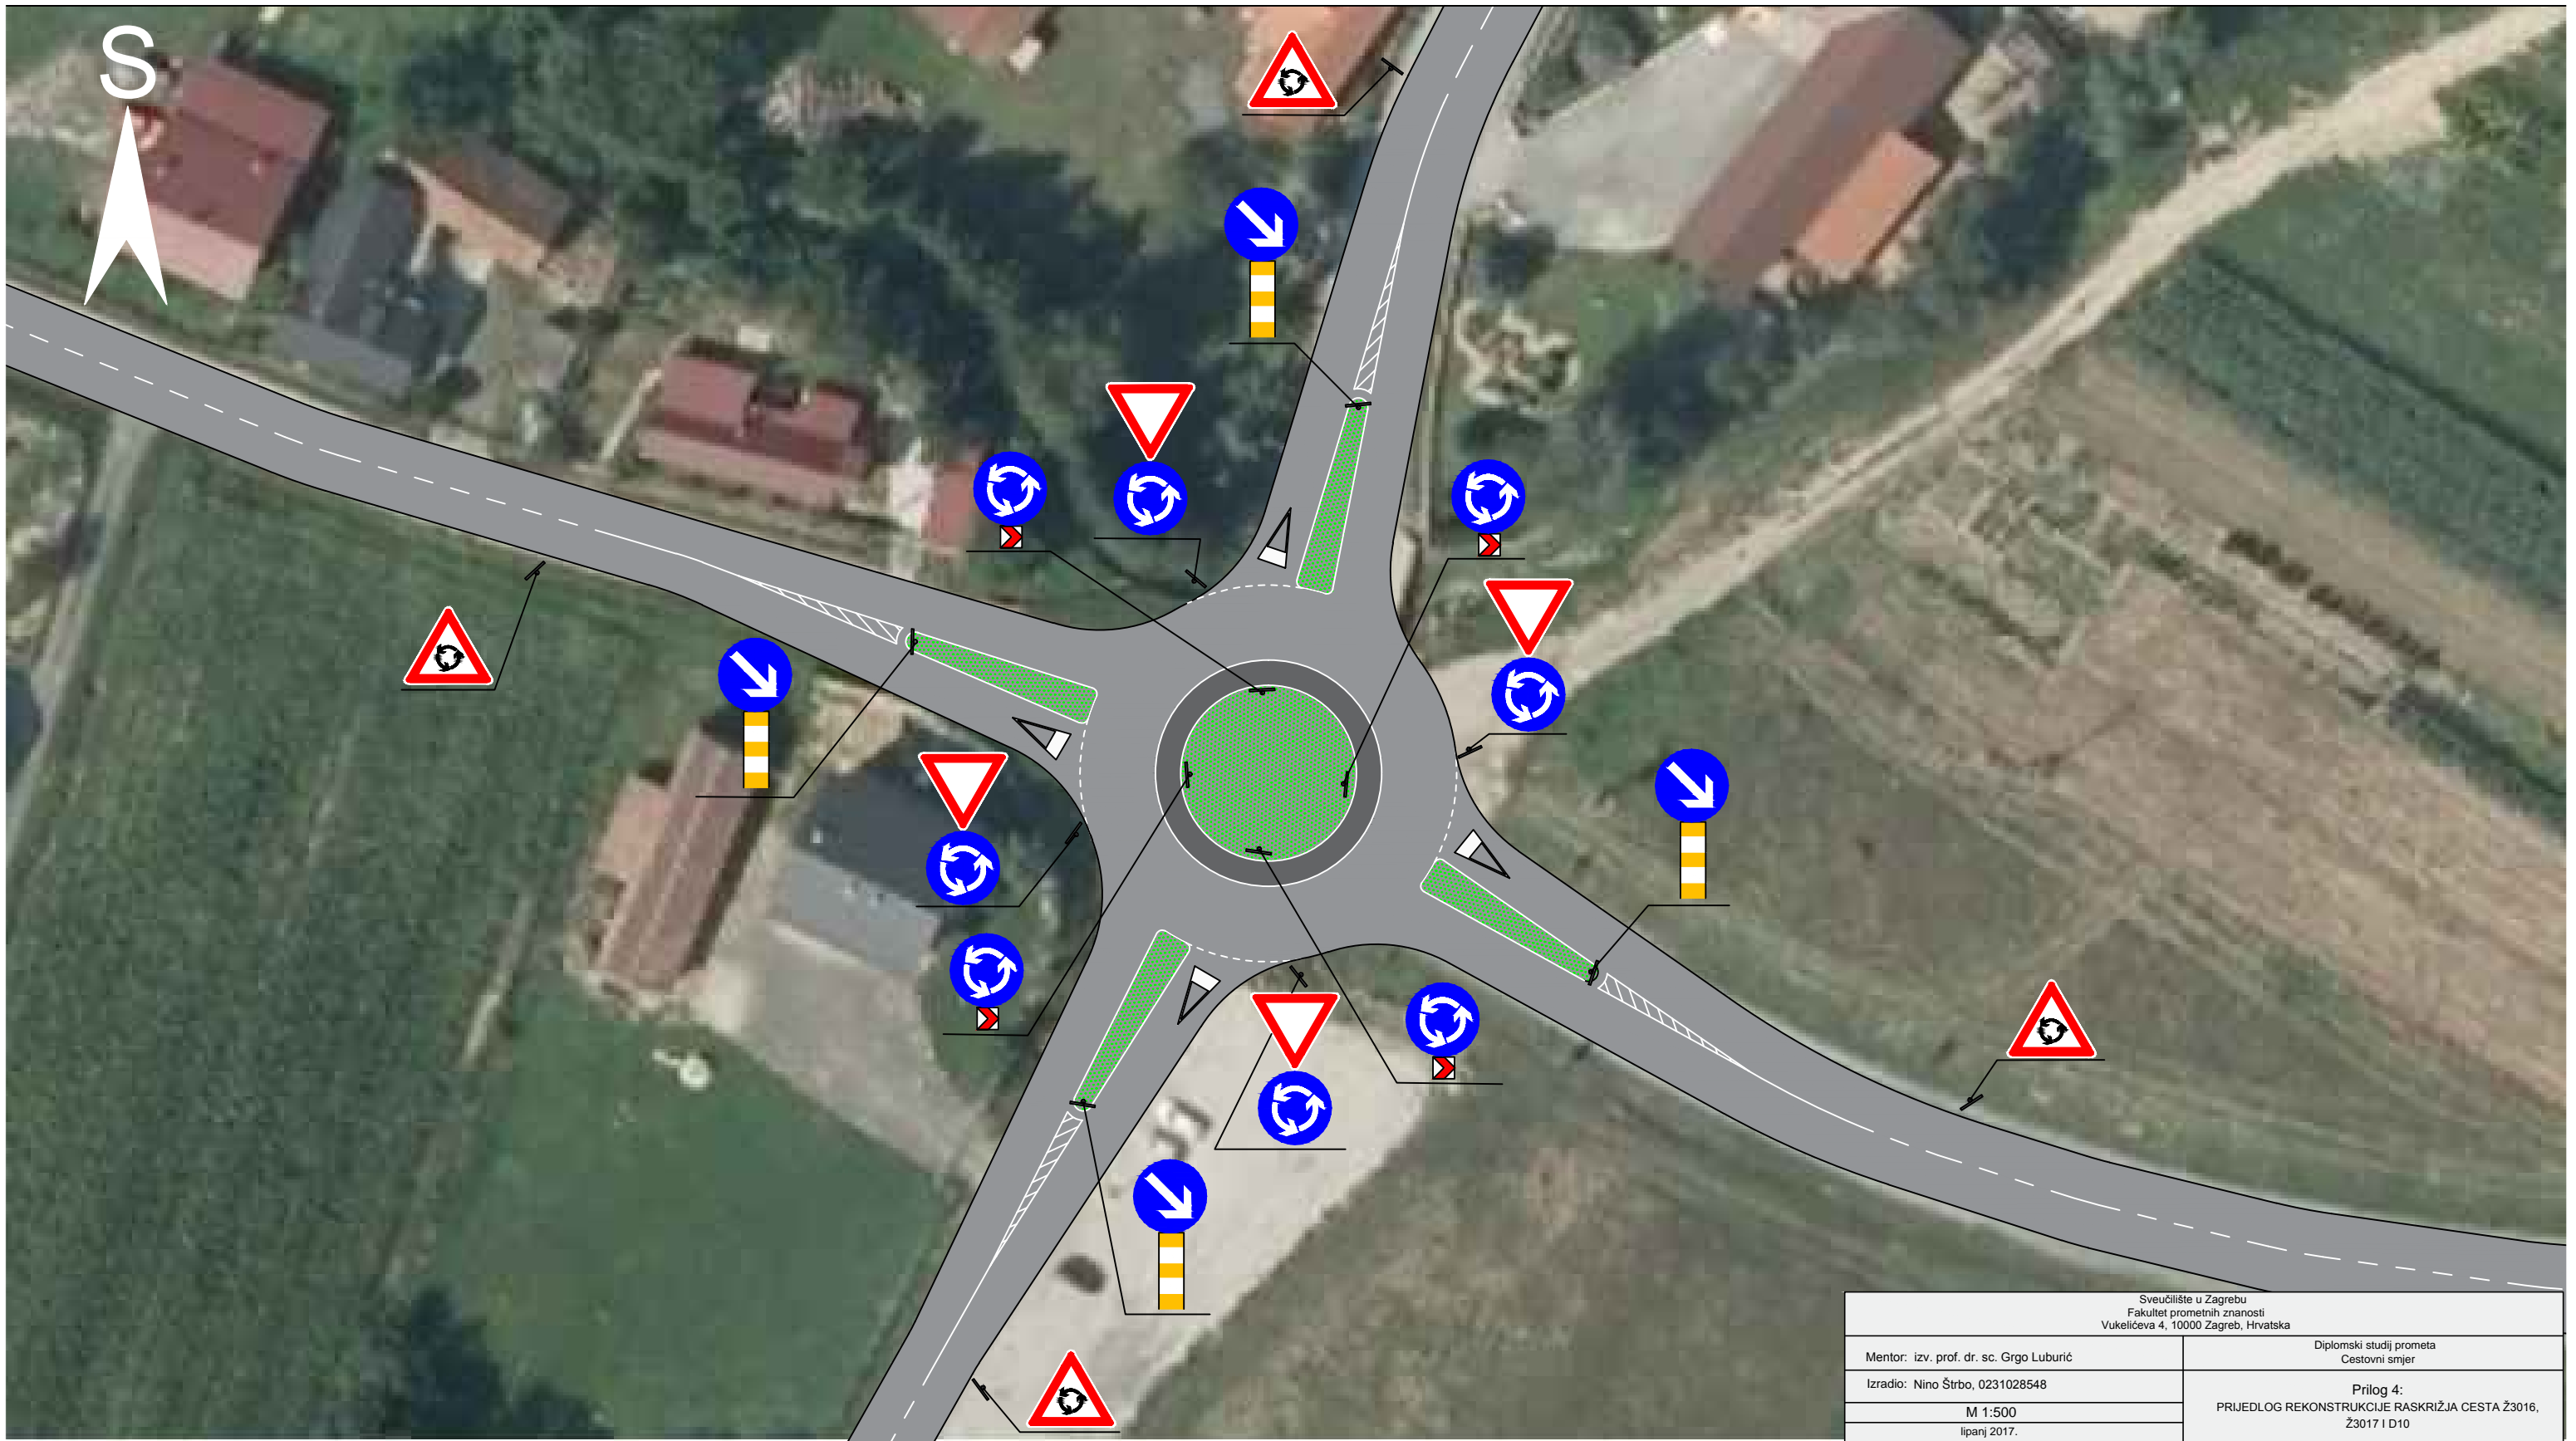 S
Sveučilište u Zagrebu
Fakultet prometnih znanosti
Vukelićeva 4, 10000 Zagreb, Hrvatska
Mentor: izv. prof. dr. sc. Grgo Luburić
Diplomski studij prometa
Cestovni smjer
Izradio: Nino Štrbo, 0231028548
M 1:500
lipanj 2017.
Prilog 4:
PRIJEDLOG REKONSTRUKCIJE RASKRIŽJA CESTA Ž3016,
Ž3017 I D10